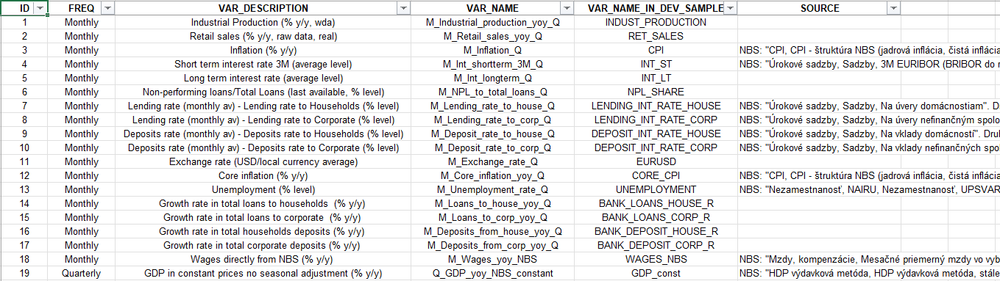 ID FREQ VAR_DESCRIPTION VAR_NAME VAR_NAME_IN_DEV_SAMPLE SOURCE
1 Monthly Industrial Production (% y/y, wda) M_Industrial_production_yoy_Q INDUST_PRODUCTION
2 Monthly Retail sales (% y/y, raw data, real) M_Retail_sales_yoy_Q RET_SALES
3 Monthly Inflation (% y/y) M_Inflation_Q CPI NBS: "CPI, CPI - štruktúra NBS (jadrová inflácia, čistá inflácia
4 Monthly Short term interest rate 3M (average level) M_Int_shortterm_3M_Q INT_ST NBS: "Úrokové sadzby, Sadzby, 3M EURIBOR (BRIBOR do
5 Monthly Long term interest rate (average level) M_Int_longterm_Q INT_LT
6 Monthly Non-performing loans/Total Loans (last available, % level) M_NPL_to_total_loans_Q NPL_SHARE
7 Monthly Lending rate (monthly av) - Lending rate to Households (% level) M_Lending_rate_to_house_Q LENDING_INT_RATE_HOUSE NBS: "Úrokové sadzby, Sadzby, Na úvery domácnostiam". D
8 Monthly Lending rate (monthly av) - Lending rate to Corporate (% level) M_Lending_rate_to_corp_Q LENDING_INT_RATE_CORP NBS: "Úrokové sadzby, Sadzby, Na úvery nefinančným spolo
9 Monthly Deposits rate (monthly av) - Deposits rate to Households (% level) M_Deposit_rate_to_house_Q DEPOSIT_INT_RATE_HOUSE NBS: "Úrokové sadzby, Sadzby, Na vklady domácností". Dru
10 Monthly Deposits rate (monthly av) - Deposits rate to Corporate (% level) M_Deposit_rate_to_corp_Q DEPOSIT_INT_RATE_CORP NBS: "Úrokové sadzby, Sadzby, Na vklady nefinančných spo
11 Monthly Exchange rate (USD/local currency average) M_Exchange_rate_Q EURUSD
12 Monthly Core inflation (% y/y) M_Core_inflation_yoy_Q CORE_CPI NBS: "CPI, CPI - štruktúra NBS (jadrová inflácia, čistá inflácia
13 Monthly Unemployment (% level) M_Unemployment_rate_Q UNEMPLOYMENT NBS: "Nezamestnanosť, NAIRU, Nezamestnanosť, UPSVAR
14 Monthly Growth rate in total loans to households (% y/y) M_Loans_to_house_yoy_Q BANK_LOANS_HOUSE_R
15 Monthly Growth rate in total loans to corporate (% y/y) M_Loans_to_corp_yoy_Q BANK_LOANS_CORP_R
16 Monthly Growth rate in total households deposits (% y/y) M_Deposits_from_house_yoy_Q BANK_DEPOSIT_HOUSE_R
17 Monthly Growth rate in total corporate deposits (% y/y) M_Deposits_from_corp_yoy_Q BANK_DEPOSIT_CORP_R
18 Monthly Wages directly from NBS (% y/y) M_Wages_yoy_NBS WAGES_NBS NBS: "Mzdy, kompenzácie, Mesačné priemerný mzdy vo vyb
19 Quarterly GDP in constant prices no seasonal adjustment (% y/y) Q_GDP_yoy_NBS_constant GDP_const NBS: "HDP výdavková metóda, HDP výdavková metóda, stále